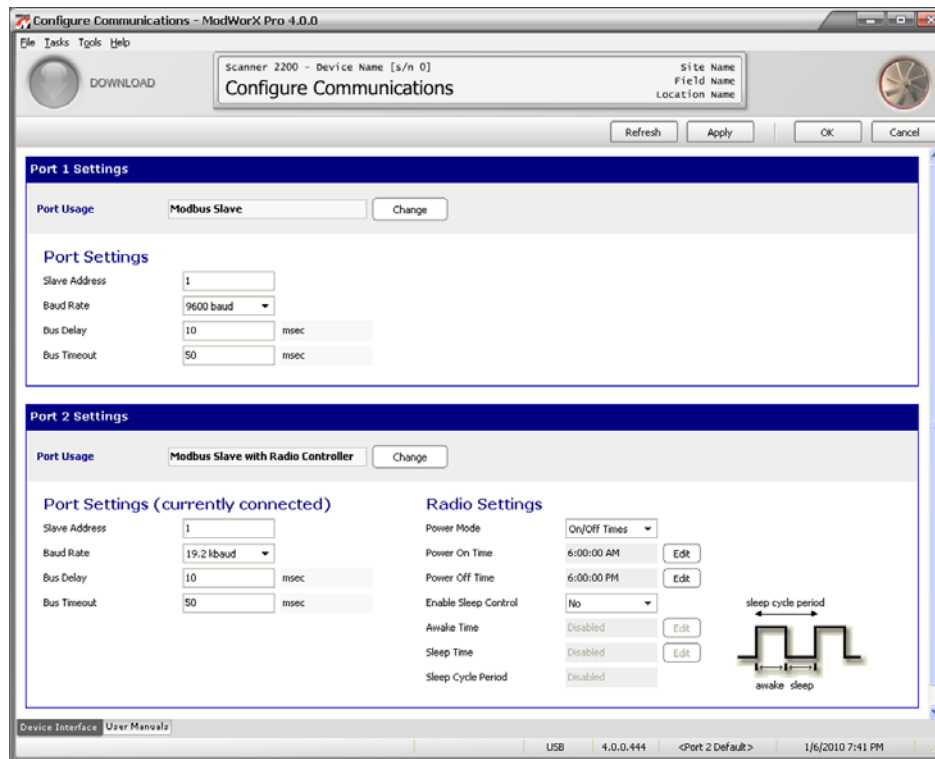 Configure Communications - ModWorX Pro 4.0.0
File Tasks Tools Help
DOWNLOAD
Scanner 2200 - Device Name [s/n 0]
Configure Communications
Site Name
Field Name
Location Name
Refresh Apply OK Cancel
Port 1 Settings
Port Usage Modbus Slave Change
Port Settings
Slave Address 1
Baud Rate 9600 baud
Bus Delay 10 msec
Bus Timeout 50 msec
Port 2 Settings
Port Usage Modbus Slave with Radio Controller Change
Port Settings (currently connected) Radio Settings
Slave Address 1 Power Mode On/Off Times
Baud Rate 19.2 kbaud Power On Time 6:00:00 AM Edit
Bus Delay 10 msec Power Off Time 6:00:00 PM Edit
Bus Timeout 50 msec Enable Sleep Control No sleep cycle period
Awake Time Disabled Edit
Sleep Time Disabled Edit
Sleep Cycle Period Disabled
awake sleep
Device Interface User Manuals
USB 4.0.0.444 <Port 2 Default> 1/6/2010 7:41 PM